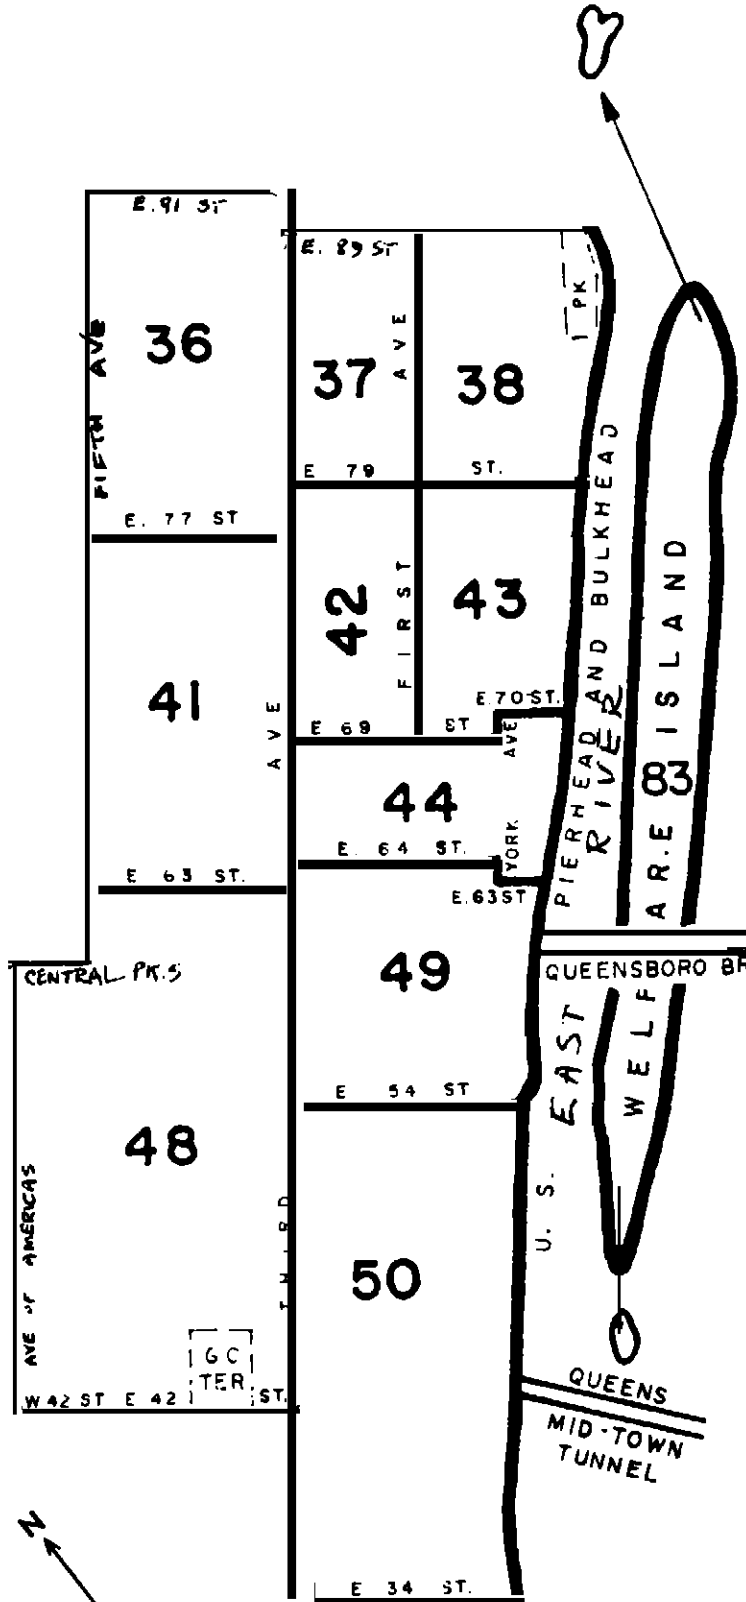 E. 91 ST
E. 89 ST
1 PK
36
FIFTH AVE
37
AVE
38
E 79 ST.
E. 77 ST
PIERHEAD AND BULKHEAD
42
FIRST
43
E. 70 ST.
41
AVE
E 69 ST
YORK AVE
44
RIVER
83
WELFARE ISLAND
E. 64 ST.
E 63 ST.
E. 63 ST
CENTRAL PK. S
49
QUEENSBORO BR
EAST
E 54 ST
48
AVE OF AMERICAS
THIRD
U. S.
50
G C
TER
W 42 ST E 42 ST.
QUEENS
MID-TOWN
TUNNEL
N
E 34 ST.